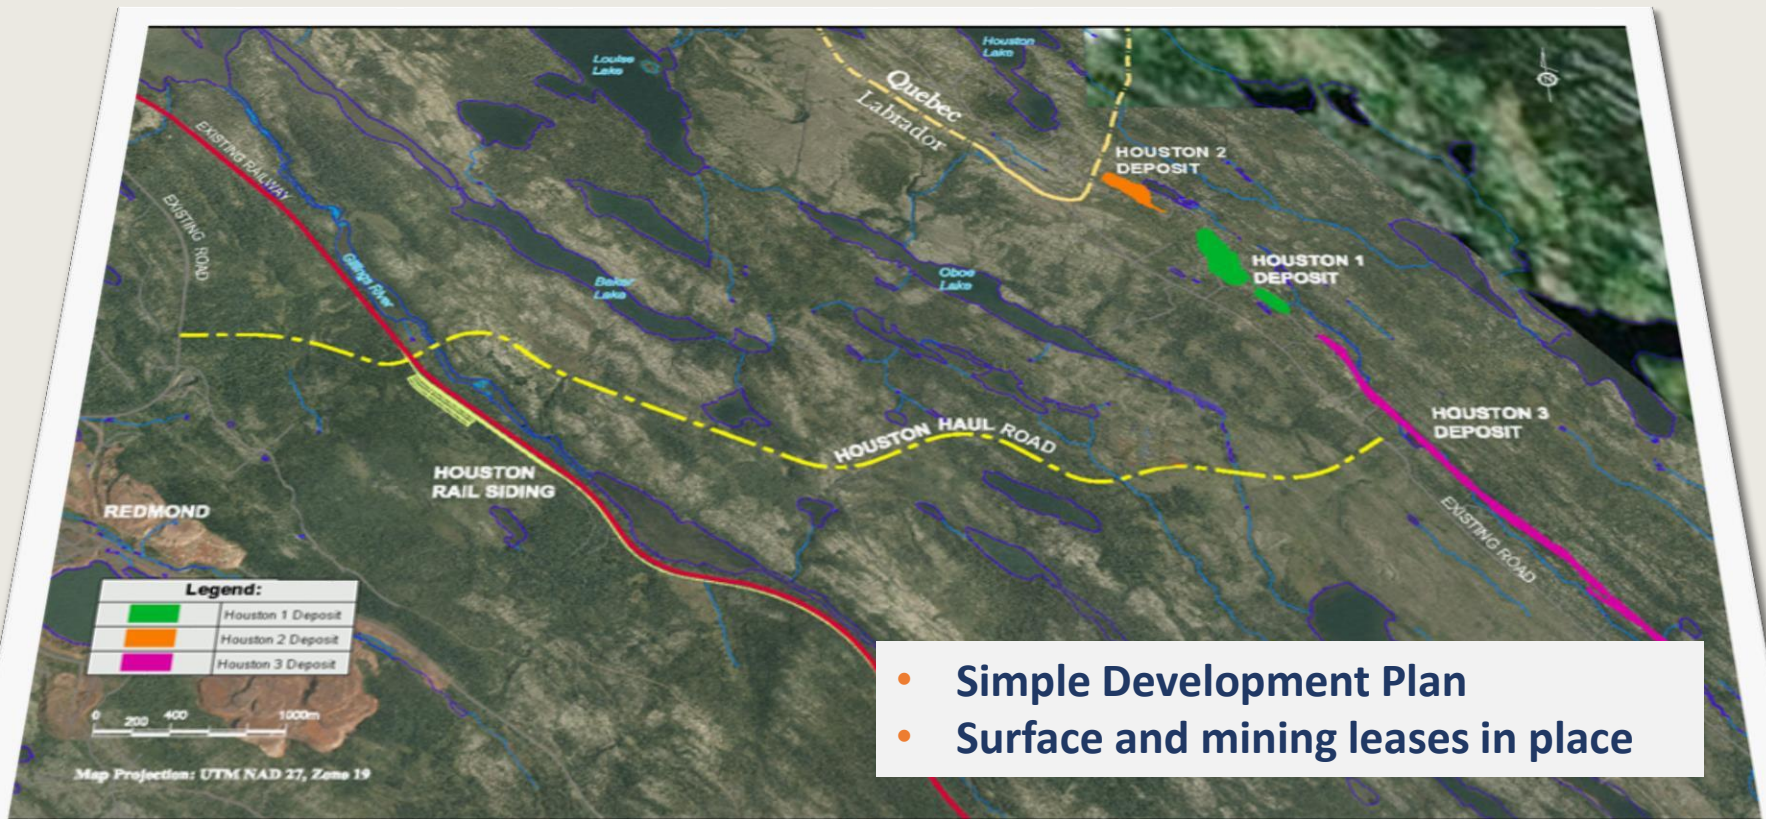 Louise
Lake
Houston
Lake
Quebec
Labrador
EXISTING RAILWAY
EXISTING ROAD
HOUSTON 2
DEPOSIT
HOUSTON 1
DEPOSIT
Gillings River
Baker
Lake
Oboe
Lake
HOUSTON 3
DEPOSIT
HOUSTON HAUL ROAD
HOUSTON
RAIL SIDING
EXISTING ROAD
REDMOND
Legend:
Houston 1 Deposit
Houston 2 Deposit
Houston 3 Deposit
0 200 400 1000m
Map Projection: UTM NAD 27, Zone 19
• Simple Development Plan
• Surface and mining leases in place